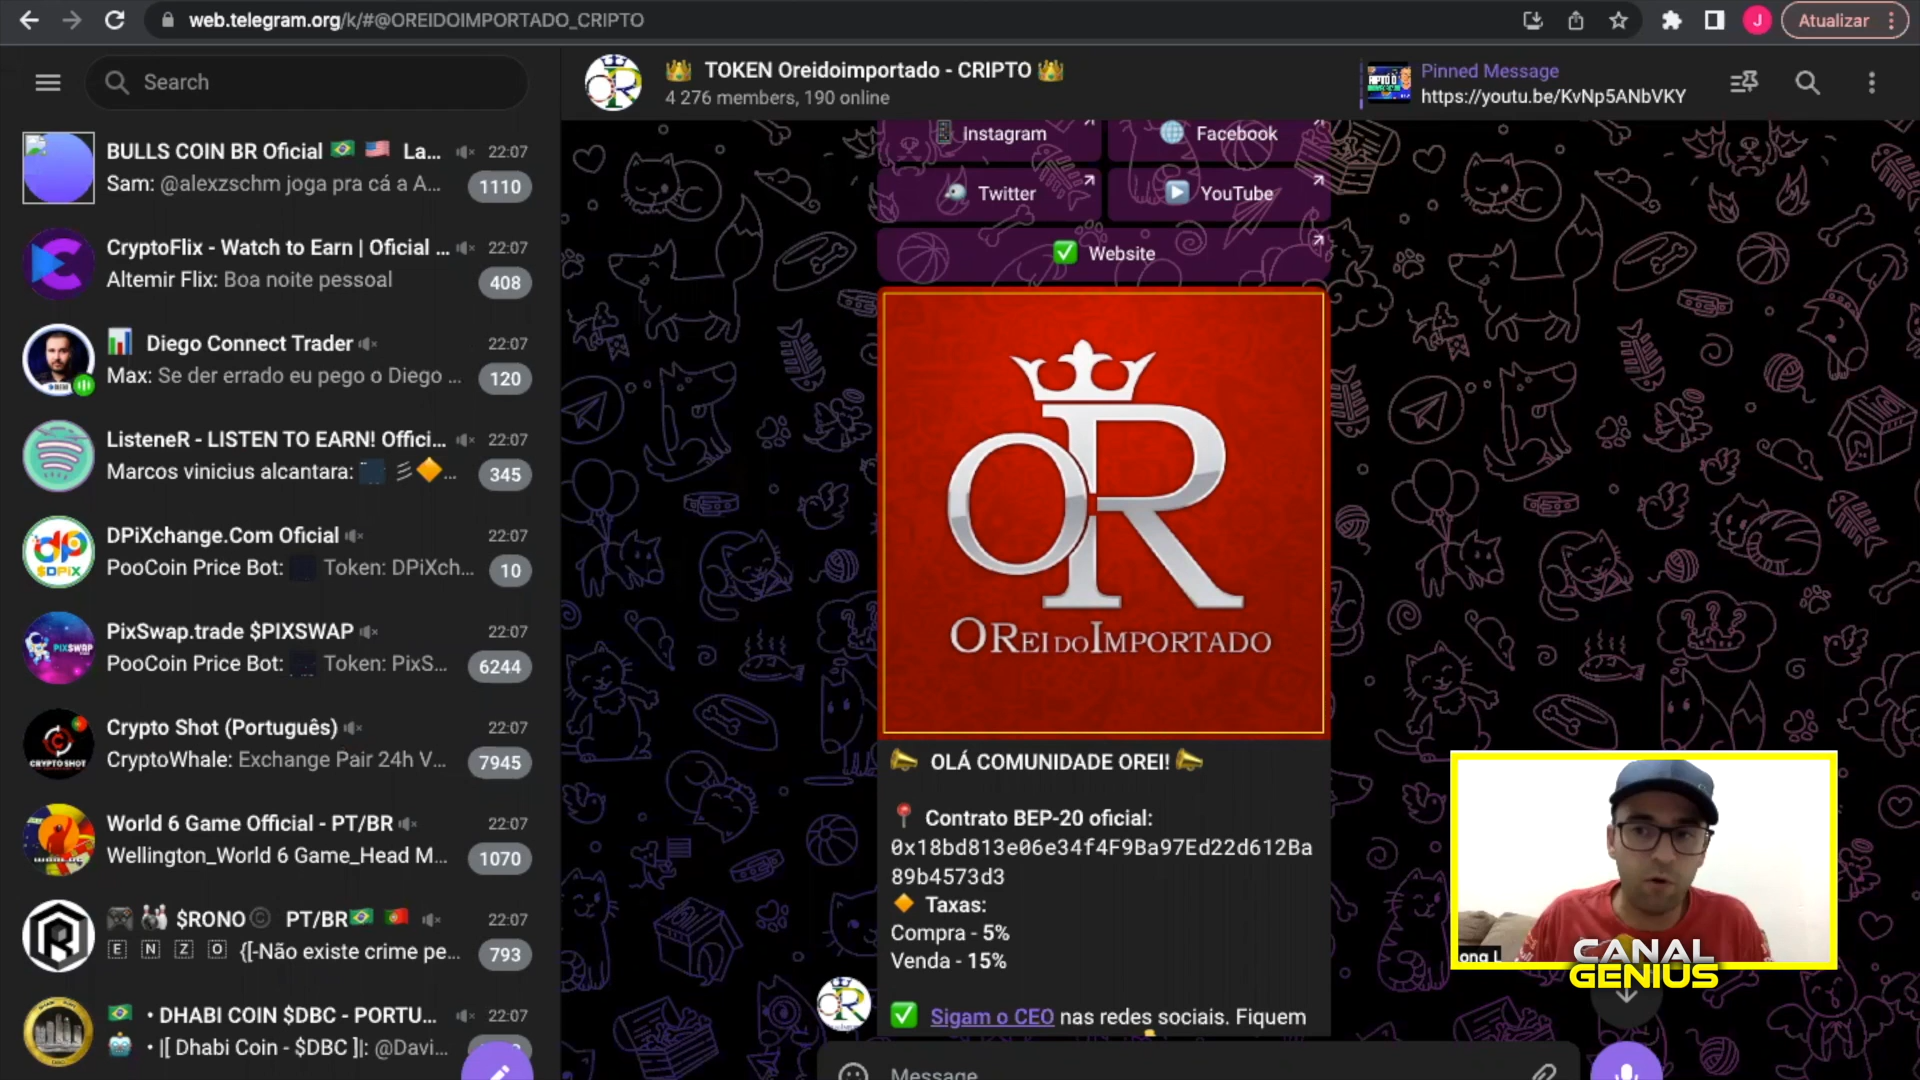 web.telegram.org/k/#@OREIDOIMPORTADO_CRIPTO
J
Atualizar
Search
BULLS COIN BR Oficial 🇧🇷 🇺🇸 La... 22:07
Sam: @alexzschm joga pra cá a A... 1110
CryptoFlix - Watch to Earn | Oficial ... 22:07
Altemir Flix: Boa noite pessoal 408
📊 Diego Connect Trader 22:07
Max: Se der errado eu pego o Diego ... 120
ListeneR - LISTEN TO EARN! Offici... 22:07
Marcos vinicius alcantara: ... 345
DPiXchange.Com Oficial 22:07
PooCoin Price Bot: Token: DPiXch... 10
PixSwap.trade $PIXSWAP 22:07
PooCoin Price Bot: Token: PixS... 6244
Crypto Shot (Português) 22:07
CryptoWhale: Exchange Pair 24h V... 7945
World 6 Game Official - PT/BR 22:07
Wellington_World 6 Game_Head M... 1070
🎮 🎳 $RONO© PT/BR🇧🇷 🇵🇹 22:07
E N Z O {[-Não existe crime pe... 793
🇧🇷 • DHABI COIN $DBC - PORTU... 22:07
🤖 • |[ Dhabi Coin - $DBC ]|: @Davi...
dp
$DPIX
PIXSWAP
CRYPTO SHOT
👑 TOKEN Oreidoimportado - CRIPTO 👑
4 276 members, 190 online
Pinned Message
https://youtu.be/KvNp5ANbVKY
Instagram
Facebook
Twitter
YouTube
✅ Website
OR
OREIDOIMPORTADO
📣 OLÁ COMUNIDADE OREI! 📣
📍 Contrato BEP-20 oficial:
0x18bd813e06e34f4F9Ba97Ed22d612Ba
89b4573d3
🔶 Taxas:
Compra - 5%
Venda - 15%
✅ Sigam o CEO nas redes sociais. Fiquem
Message
CANAL
GENIUS